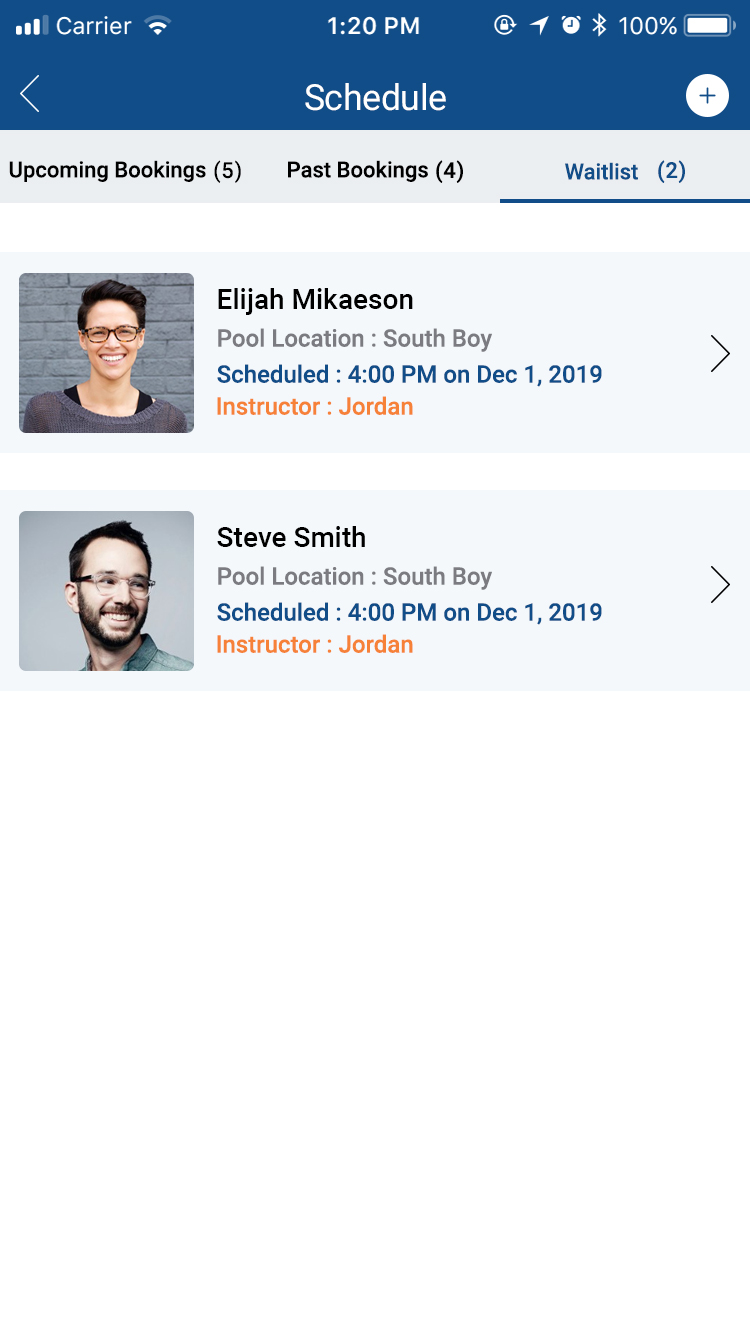 Carrier 1:20 PM 100%
Schedule
Upcoming Bookings (5) Past Bookings (4) Waitlist (2)
Elijah Mikaeson
Pool Location : South Boy
Scheduled : 4:00 PM on Dec 1, 2019
Instructor : Jordan
Steve Smith
Pool Location : South Boy
Scheduled : 4:00 PM on Dec 1, 2019
Instructor : Jordan